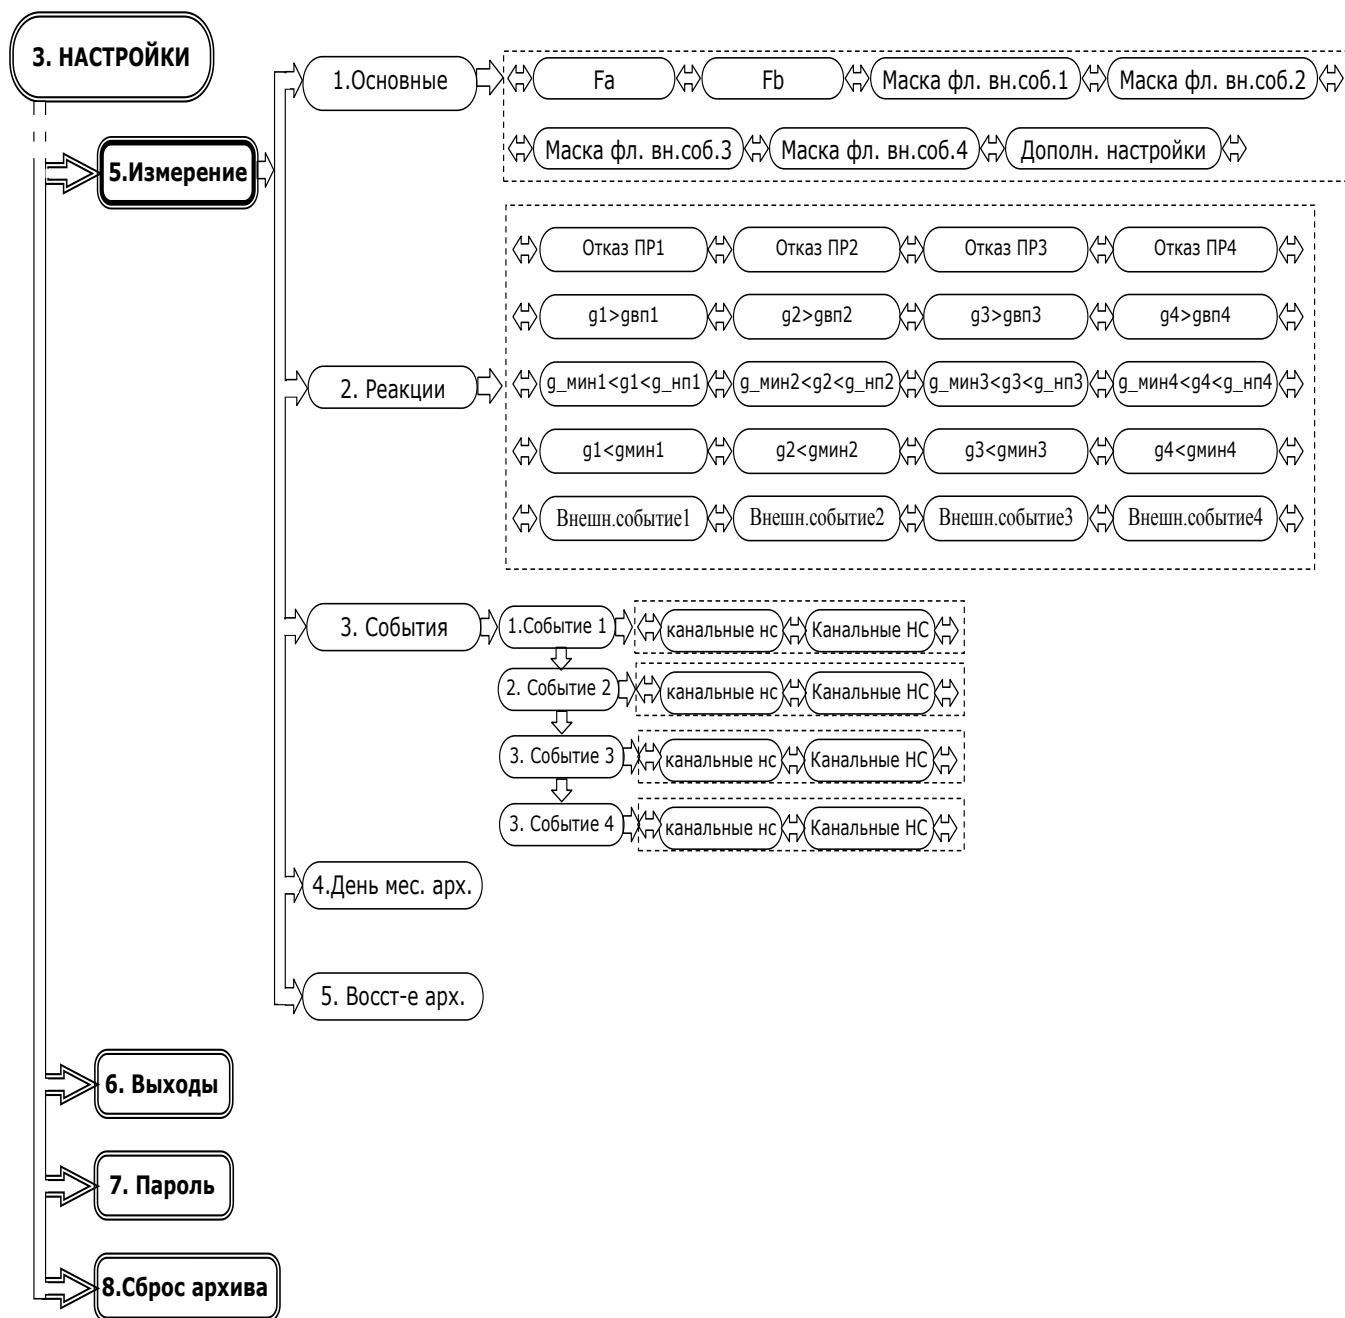 3. НАСТРОЙКИ
5.Измерение
1.Основные
Fa
Fb
Маска фл. вн.соб.1
Маска фл. вн.соб.2
Маска фл. вн.соб.3
Маска фл. вн.соб.4
Дополн. настройки
2. Реакции
Отказ ПР1
Отказ ПР2
Отказ ПР3
Отказ ПР4
g1>gвп1
g2>gвп2
g3>gвп3
g4>gвп4
g_мин1<g1<g_нп1
g_мин2<g2<g_нп2
g_мин3<g3<g_нп3
g_мин4<g4<g_нп4
g1<gмин1
g2<gмин2
g3<gмин3
g4<gмин4
Внешн.событие1
Внешн.событие2
Внешн.событие3
Внешн.событие4
3. События
1.Событие 1
канальные нс
Канальные НС
2. Событие 2
канальные нс
Канальные НС
3. Событие 3
канальные нс
Канальные НС
3. Событие 4
канальные нс
Канальные НС
4.День мес. арх.
5. Восст-е арх.
6. Выходы
7. Пароль
8.Сброс архива